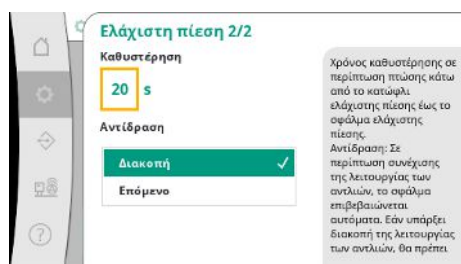 Ελάχιστη πίεση 2/2
Καθυστέρηση
20 s
Αντίδραση
Διακοπή
Επόμενο
Χρόνος καθυστέρησης σε
περίπτωση πτώσης κάτω
από το κατώφλι
ελάχιστης πίεσης έως το
σφάλμα ελάχιστης
πίεσης.
Αντίδραση: Σε
περίπτωση συνέχισης
της λειτουργίας των
αντλιών, το σφάλμα
επιβεβαιώνεται
αυτόματα. Εάν υπάρξει
διακοπή της λειτουργίας
των αντλιών, θα πρέπει